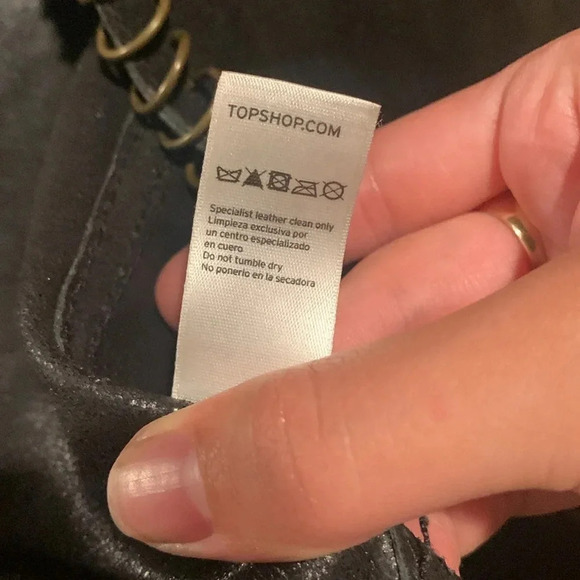 TOPSHOP.COM
Specialist leather clean only
Limpieza exclusiva por
un centro especializado
en cuero
Do not tumble dry
No ponerlo en la secadora